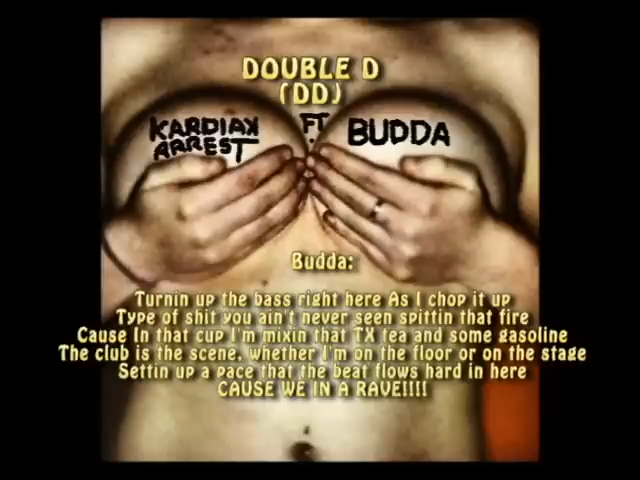 DOUBLE D
(DD)
KARDIAK
ARREST
FT.
BUDDA
Budda:
Turnin up the bass right here As I chop it up
Type of shit you ain't never seen spittin that fire
Cause In that cup I'm mixin that TX tea and some gasoline
The club is the scene, whether I'm on the floor or on the stage
Settin up a pace that the beat flows hard in here
CAUSE WE IN A RAVE!!!!